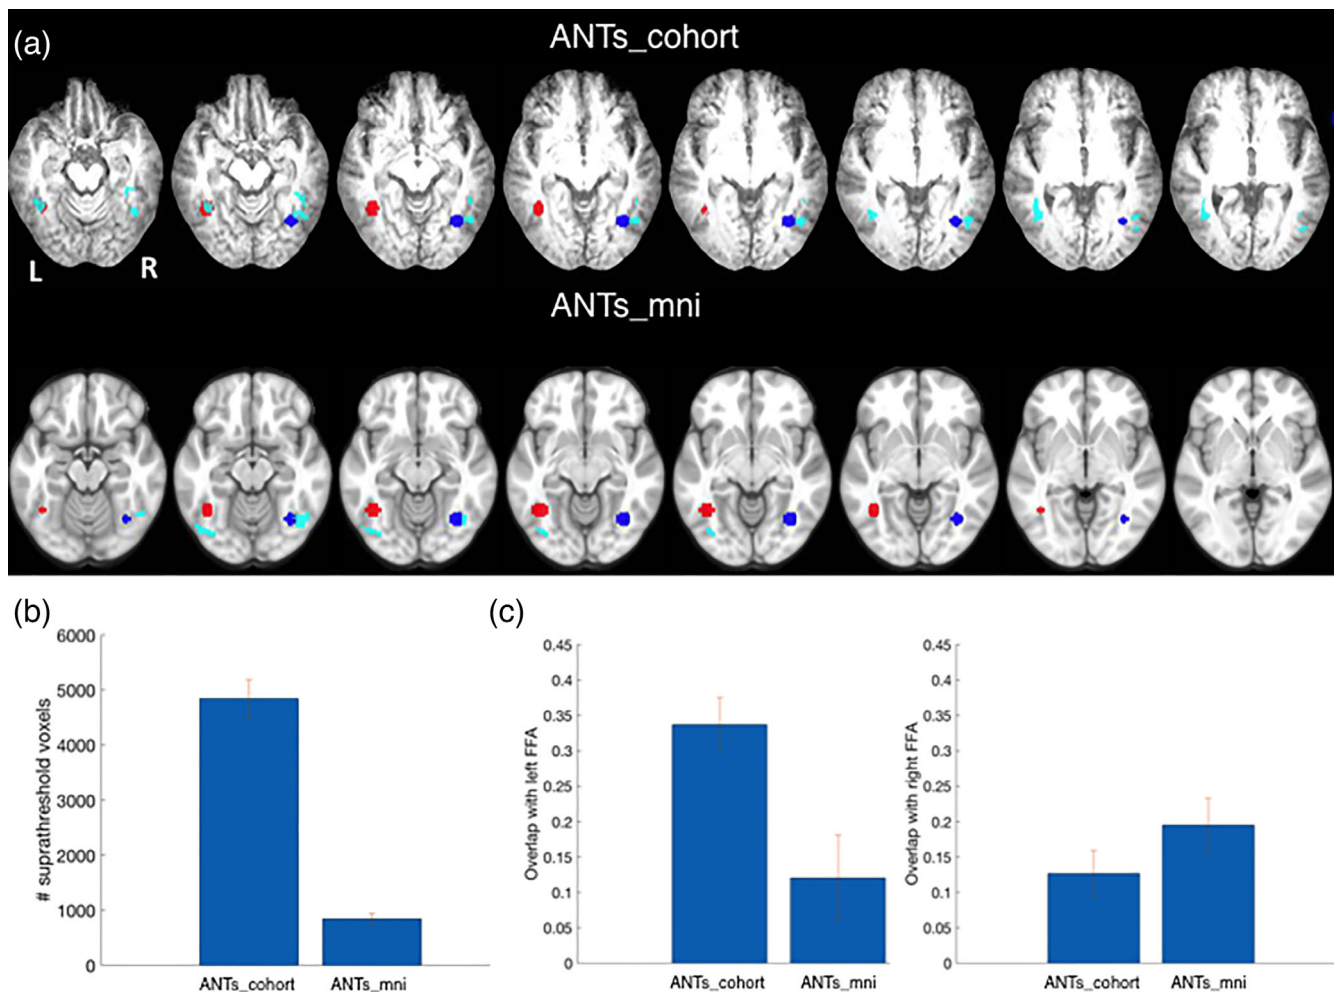 (a)
ANTs_cohort
L
R
ANTs_mni
(b)
6000
5000
4000
3000
2000
1000
0
# suprathreshold voxels
ANTs_cohort
ANTs_mni
(c)
0.45
0.4
0.35
0.3
0.25
0.2
0.15
0.1
0.05
0
Overlap with left FFA
ANTs_cohort
ANTs_mni
0.45
0.4
0.35
0.3
0.25
0.2
0.15
0.1
0.05
0
Overlap with right FFA
ANTs_cohort
ANTs_mni